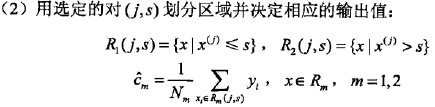 (2)用选定的对(j,s)划分区域并决定相应的输出值:
R₁(j,s)={x|x⁽ʲ⁾≤s}, R₂(j,s)={x|x⁽ʲ⁾>s}
ĉₘ=1/Nₘ ∑_{xᵢ∈Rₘ(j,s)} yᵢ, x∈Rₘ, m=1,2